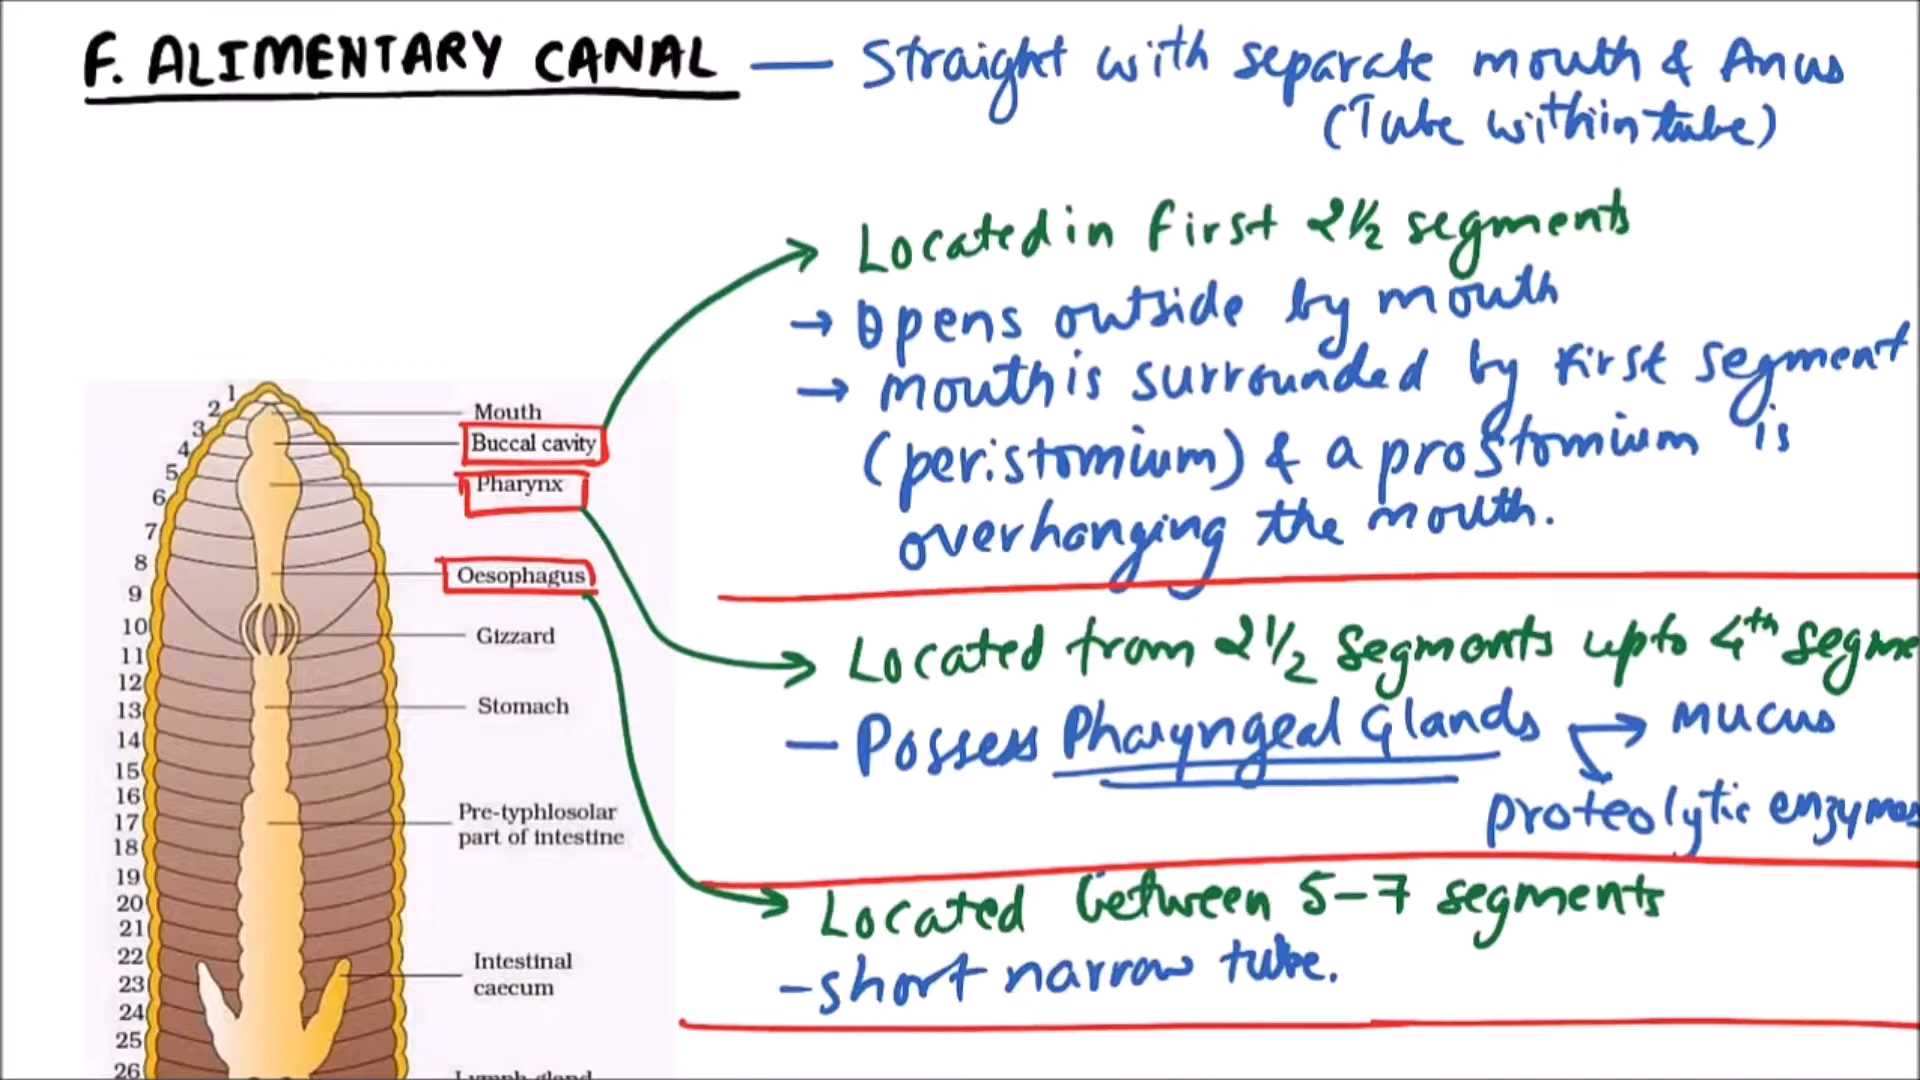 F. ALIMENTARY CANAL — Straight with separate mouth & Anus
(Tube within tube)
Located in first 2½ segments
→ Opens outside by mouth
→ mouth is surrounded by first segment
(peristomium) & a prostomium is
overhanging the mouth.
Located from 2½ segments upto 4th segme
– Possess Pharyngeal Glands → mucus
proteolytic enzymes
Located between 5–7 segments
– short narrow tube.
1
2
3
4
5
6
7
8
9
10
11
12
13
14
15
16
17
18
19
20
21
22
23
24
25
26
Mouth
Buccal cavity
Pharynx
Oesophagus
Gizzard
Stomach
Pre-typhlosolar
part of intestine
Intestinal
caecum
Lymph gland